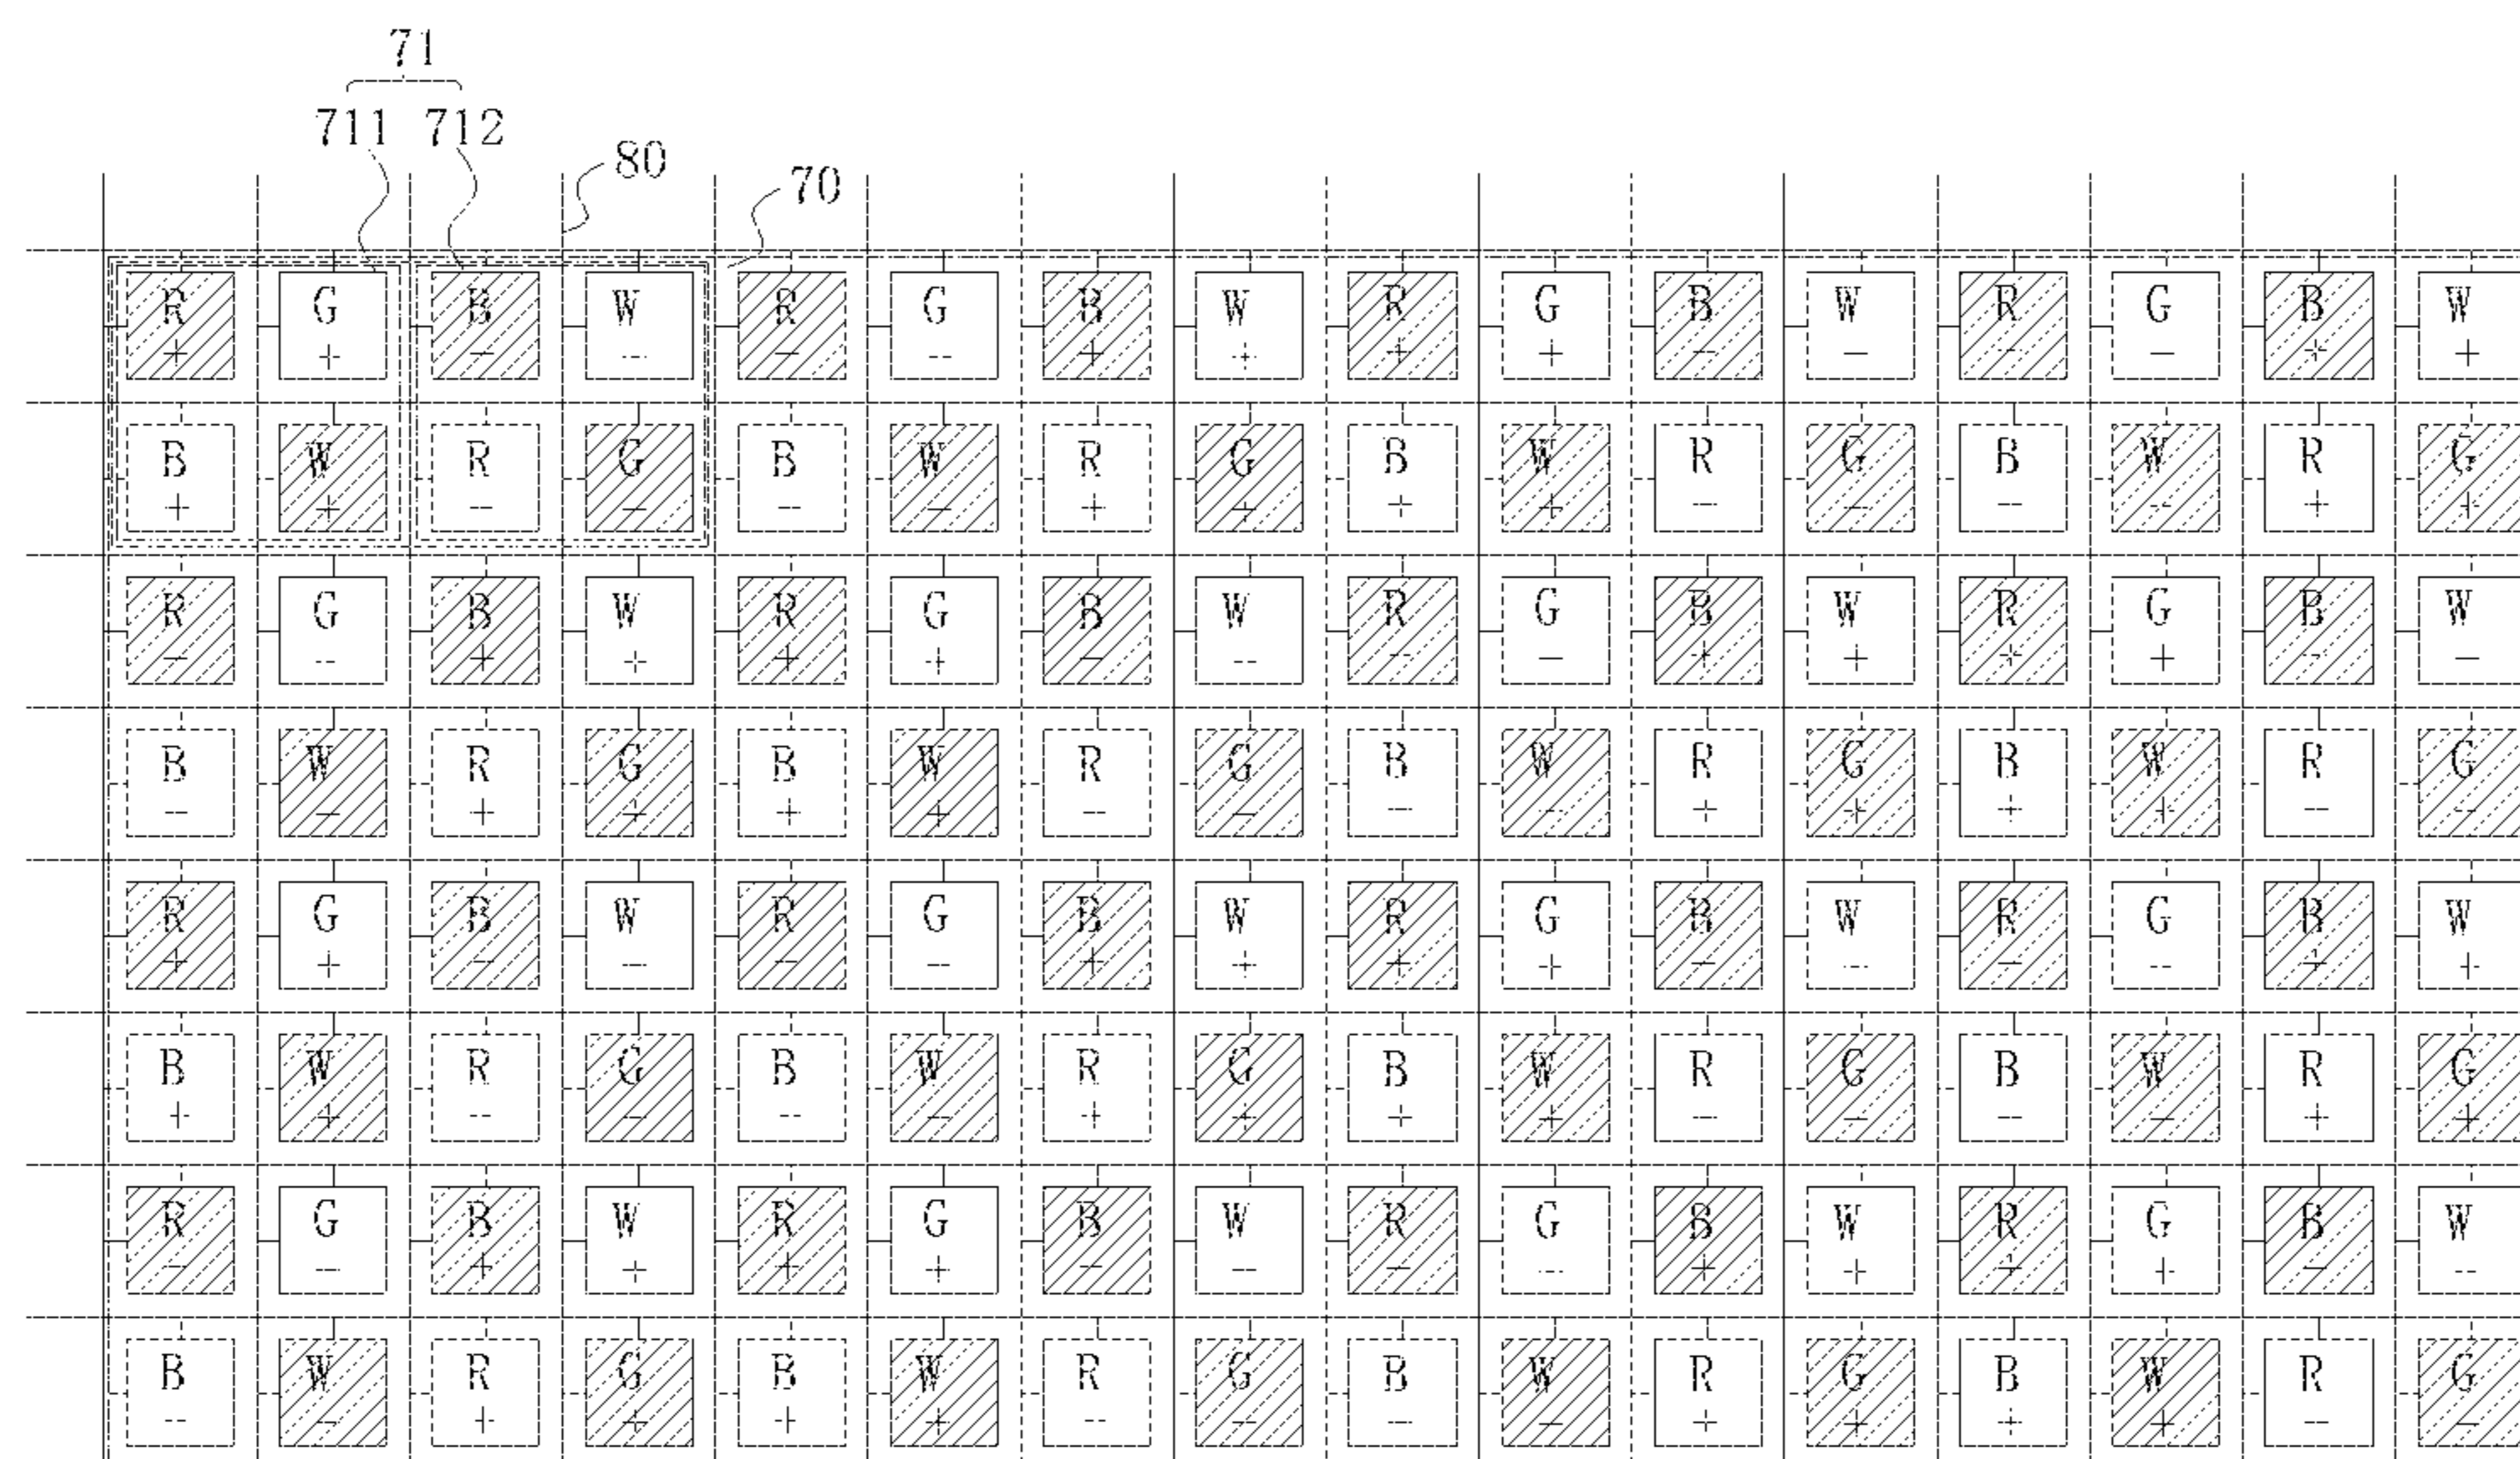 71
711 712
80
70
R G B W R G B W R G B W R G B W
+ + - - - - + + + + - - - - + +
B W R G B W R G B W R G B W R G
+ + - - - - + + + + - - - - + +
R G B W R G B W R G B W R G B W
- - + + + + - - - - + + + + - -
B W R G B W R G B W R G B W R G
- - + + + + - - - - + + + + - -
R G B W R G B W R G B W R G B W
+ + - - - - + + + + - - - - + +
B W R G B W R G B W R G B W R G
+ + - - - - + + + + - - - - + +
R G B W R G B W R G B W R G B W
- - + + + + - - - - + + + + - -
B W R G B W R G B W R G B W R G
- - + + + + - - - - + + + + - -